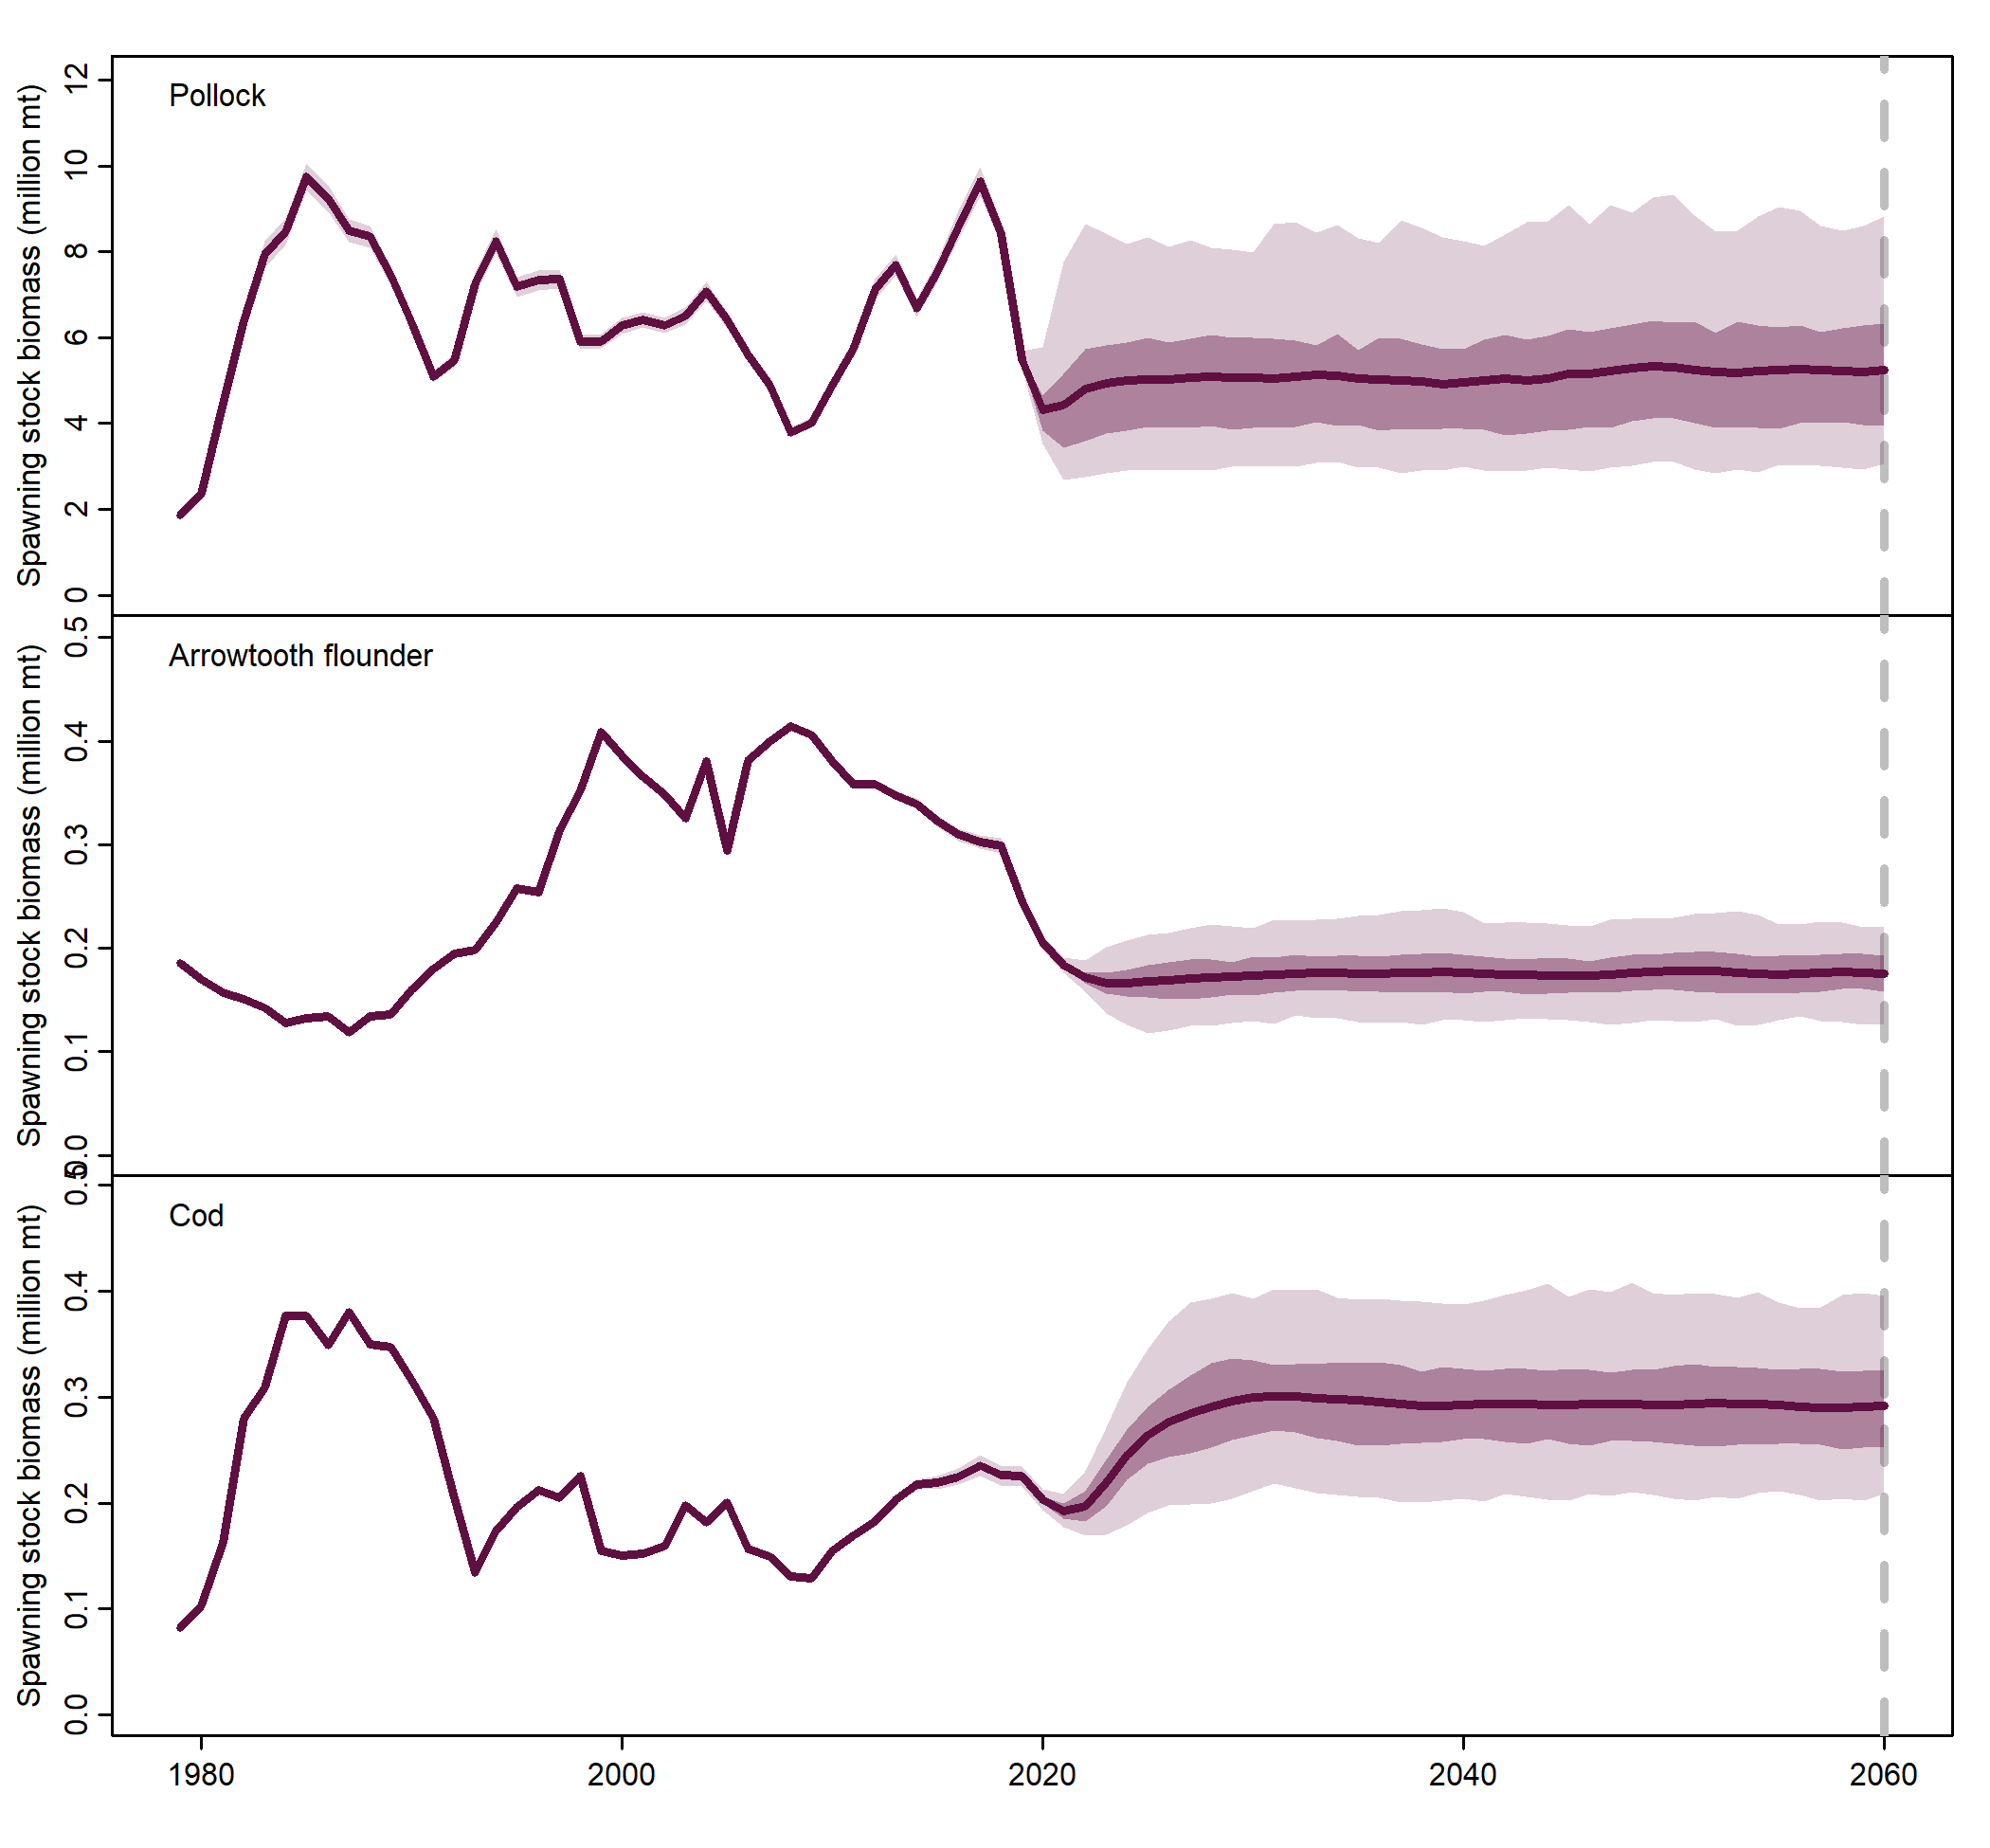 Pollock
Spawning stock biomass (million mt)
12
10
8
6
4
2
0
Arrowtooth flounder
Spawning stock biomass (million mt)
0.5
0.4
0.3
0.2
0.1
0.0
Cod
Spawning stock biomass (million mt)
0.5
0.4
0.3
0.2
0.1
0.0
1980 2000 2020 2040 2060